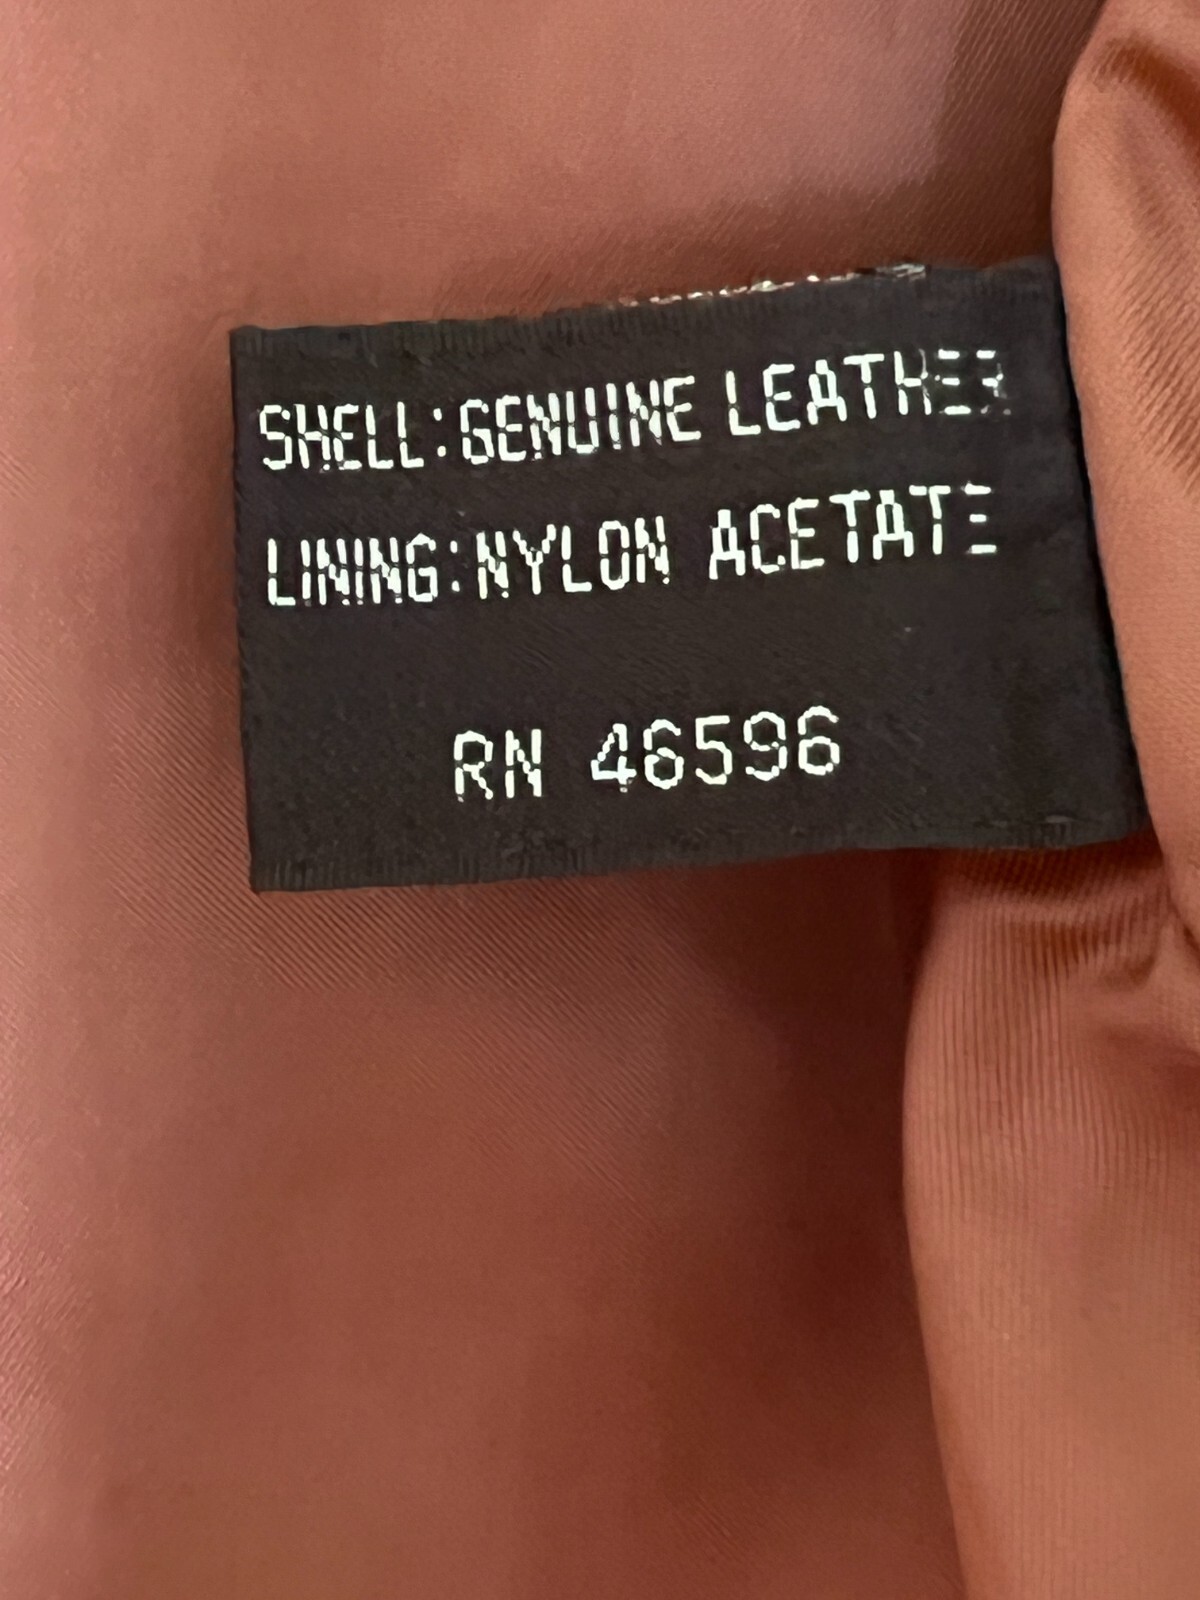 SHELL:GENUINE LEATHER
LINING:NYLON ACETATE
RN 46596